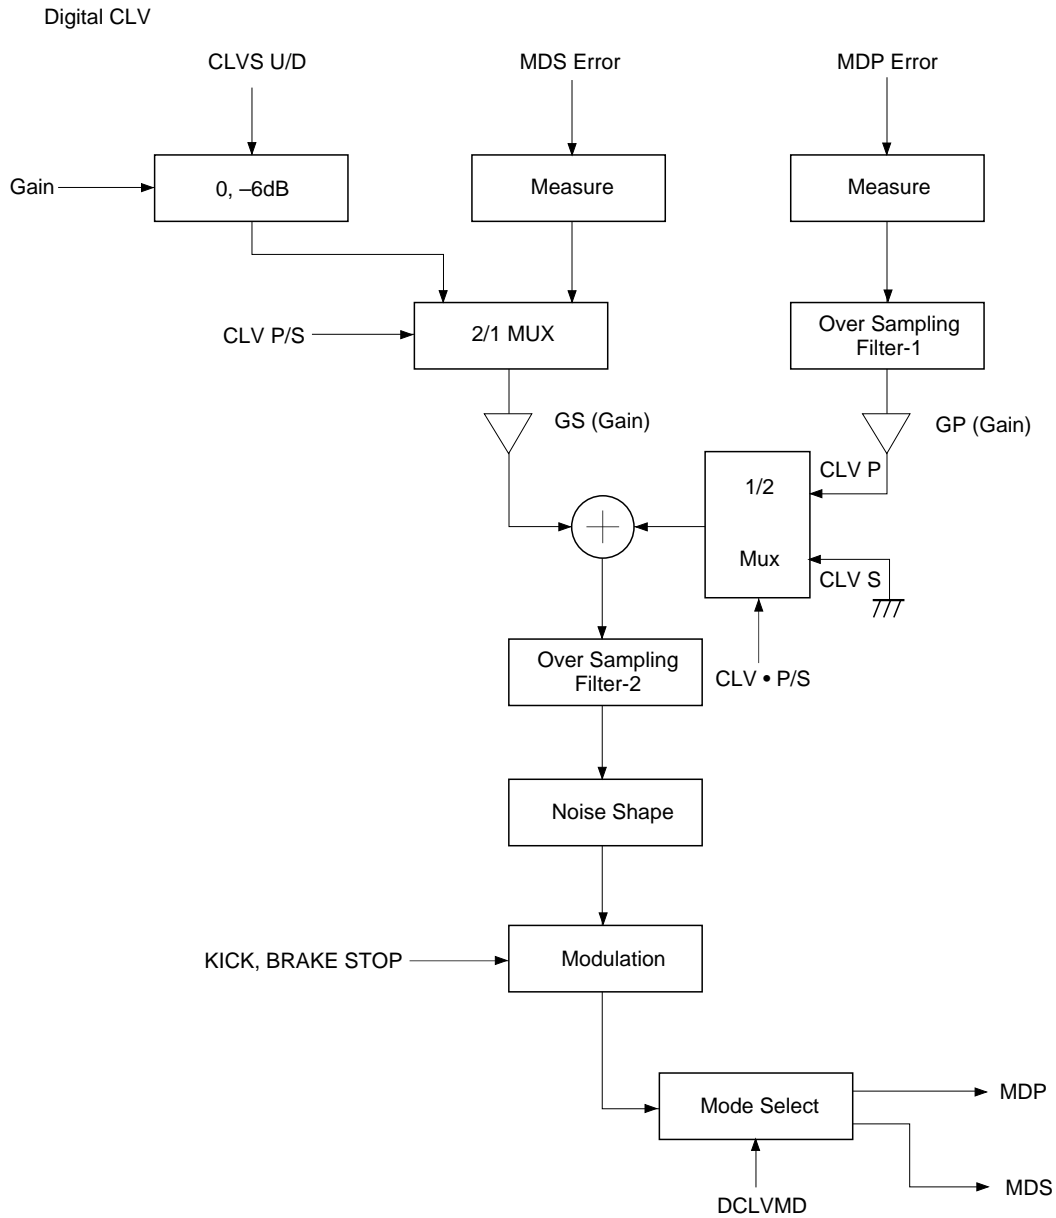 Digital CLV
CLVS U/D
MDS Error
MDP Error
Gain
0, –6dB
Measure
Measure
CLV P/S
2/1 MUX
Over Sampling
Filter-1
GS (Gain)
GP (Gain)
CLV P
1/2
Mux
CLV S
Over Sampling
Filter-2
CLV • P/S
Noise Shape
KICK, BRAKE STOP
Modulation
Mode Select
MDP
MDS
DCLVMD